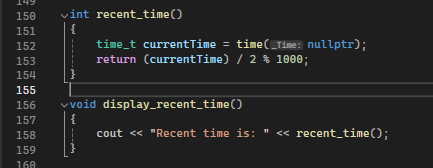 149
150 int recent_time()
151 {
152 time_t currentTime = time(_Time: nullptr);
153 return (currentTime) / 2 % 1000;
154 }
155
156 void display_recent_time()
157 {
158 cout << "Recent time is: " << recent_time();
159 }
160